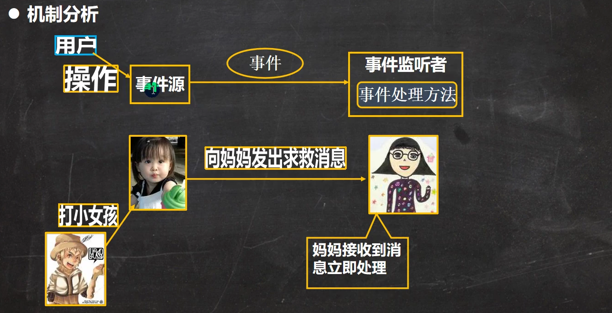 机制分析
用户
操作
事件源
事件
事件监听者
事件处理方法
向妈妈发出求救消息
打小女孩
妈妈接收到消
息立即处理